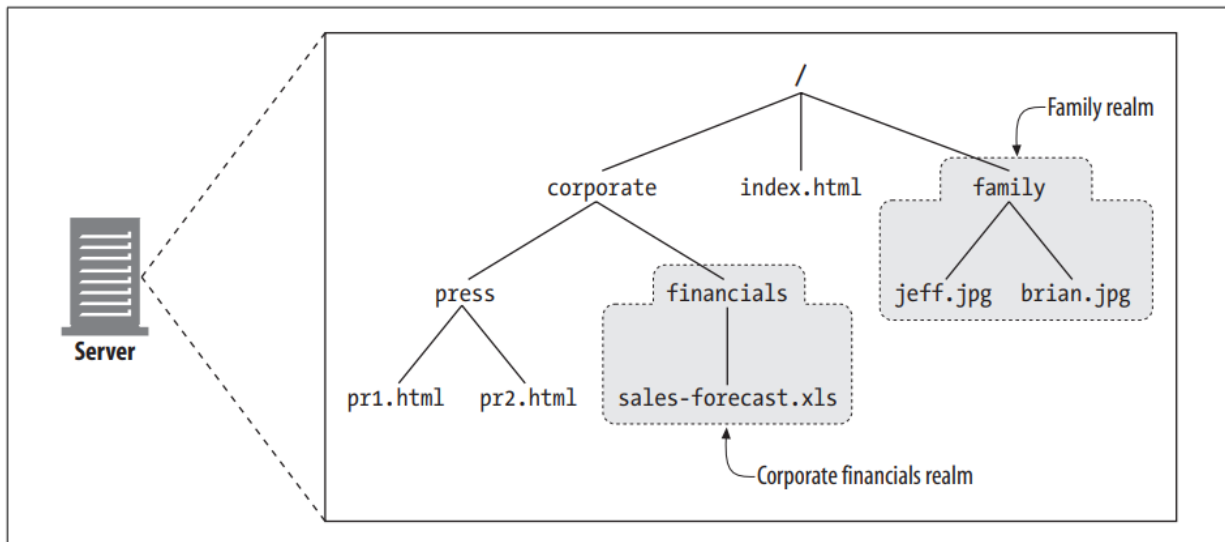 /
Family realm
corporate index.html family
press financials jeff.jpg brian.jpg
Server
pr1.html pr2.html sales-forecast.xls
Corporate financials realm